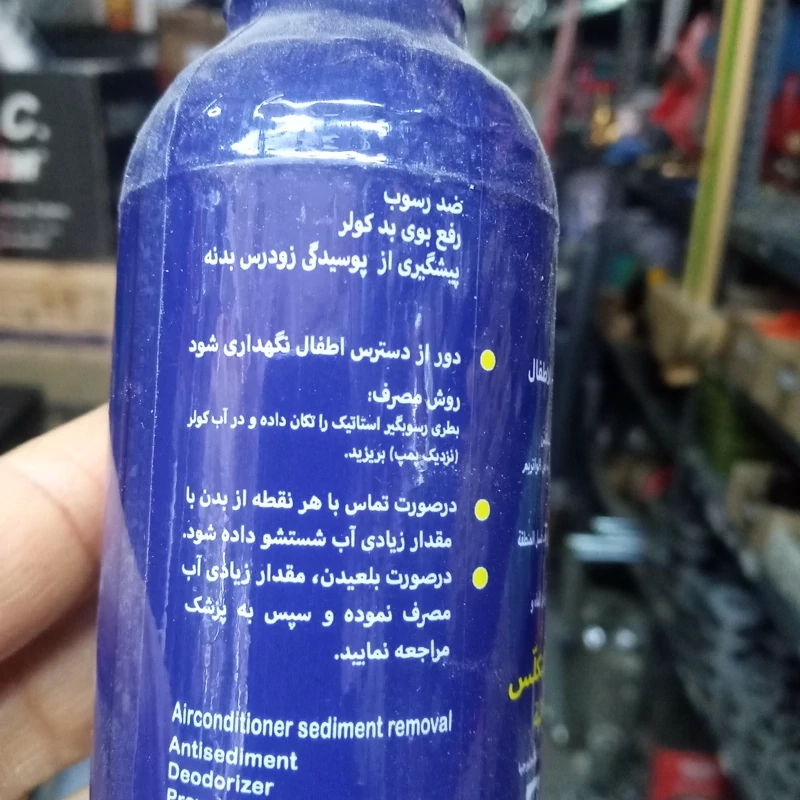 ضد رسوب
رفع بوی بد کولر
پیشگیری از پوسیدگی زودرس بدنه
دور از دسترس اطفال نگهداری شود
روش مصرف:
بطری رسوبگیر استاتیک را تکان داده و در آب کولر
(نزدیک پمپ) بریزید.
درصورت تماس با هر نقطه از بدن با
مقدار زیادی آب شستشو داده شود.
درصورت بلعیدن، مقدار زیادی آب
مصرف نموده و سپس به پزشک
مراجعه نمایید.
Airconditioner sediment removal
Antisediment
Deodorizer